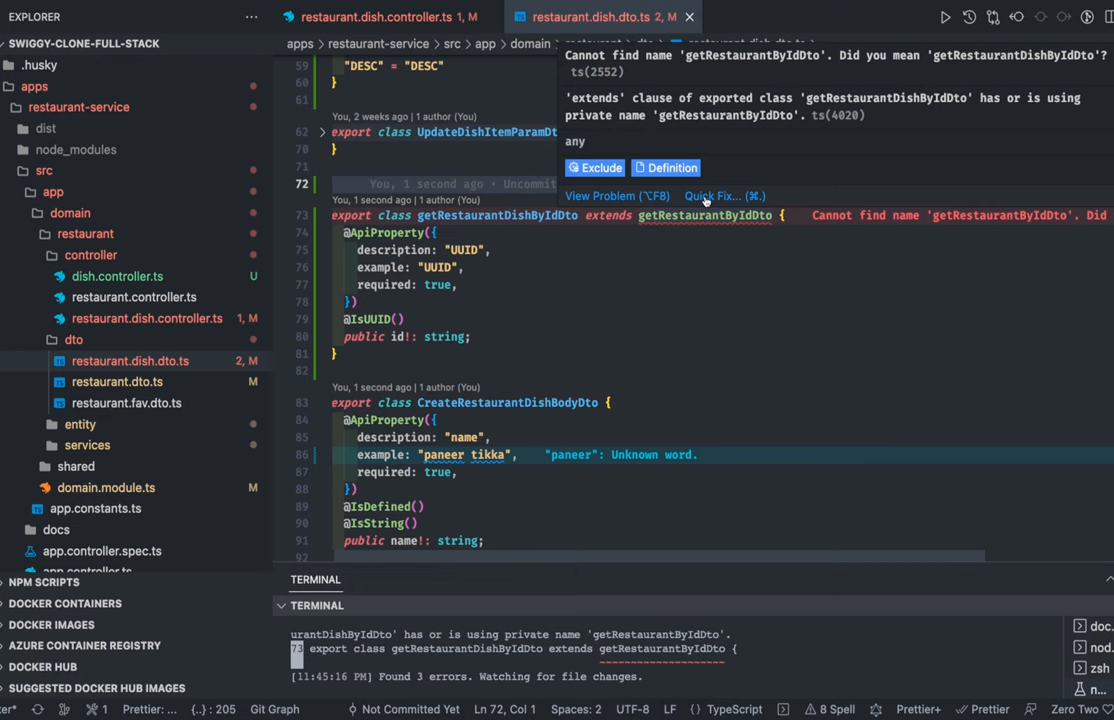 EXPLORER
restaurant.dish.controller.ts 1, M
restaurant.dish.dto.ts 2, M
SWIGGY-CLONE-FULL-STACK
.husky
apps
restaurant-service
dist
node_modules
src
app
domain
restaurant
controller
dish.controller.ts U
restaurant.controller.ts
restaurant.dish.controller.ts 1, M
dto
restaurant.dish.dto.ts 2, M
restaurant.dto.ts M
restaurant.fav.dto.ts
entity
services
shared
domain.module.ts M
app.constants.ts
docs
app.controller.spec.ts
app.controller.ts
NPM SCRIPTS
DOCKER CONTAINERS
DOCKER IMAGES
AZURE CONTAINER REGISTRY
DOCKER HUB
SUGGESTED DOCKER HUB IMAGES
apps > restaurant-service > src > app > domain
59 "DESC" = "DESC"
60 }
61
You, 2 weeks ago | 1 author (You)
62 > export class UpdateDishItemParamDt
70 }
71
72 You, 1 second ago • Uncommit
You, 1 second ago | 1 author (You)
73 export class getRestaurantDishByIdDto extends getRestaurantByIdDto { Cannot find name 'getRestaurantByIdDto'. Did
74 @ApiProperty({
75 description: "UUID",
76 example: "UUID",
77 required: true,
78 })
79 @IsUUID()
80 public id!: string;
81 }
82
You, 1 second ago | 1 author (You)
83 export class CreateRestaurantDishBodyDto {
84 @ApiProperty({
85 description: "name",
86 example: "paneer tikka", "paneer": Unknown word.
87 required: true,
88 })
89 @IsDefined()
90 @IsString()
91 public name!: string;
92
Cannot find name 'getRestaurantByIdDto'. Did you mean 'getRestaurantDishByIdDto'?
ts(2552)
'extends' clause of exported class 'getRestaurantDishByIdDto' has or is using
private name 'getRestaurantByIdDto'. ts(4020)
any
Exclude Definition
View Problem (⌥F8) Quick Fix... (⌘.)
TERMINAL
TERMINAL
urantDishByIdDto' has or is using private name 'getRestaurantByIdDto'.
73 export class getRestaurantDishByIdDto extends getRestaurantByIdDto {
~~~~~~~~~~~~~~~~~~~~
[11:45:16 PM] Found 3 errors. Watching for file changes.
doc.
nod.
zsh
n...
ter* 1 Prettier: ... {..} : 205 Git Graph Not Committed Yet Ln 72, Col 1 Spaces: 2 UTF-8 LF TypeScript 8 Spell Prettier+ Prettier Zero Two